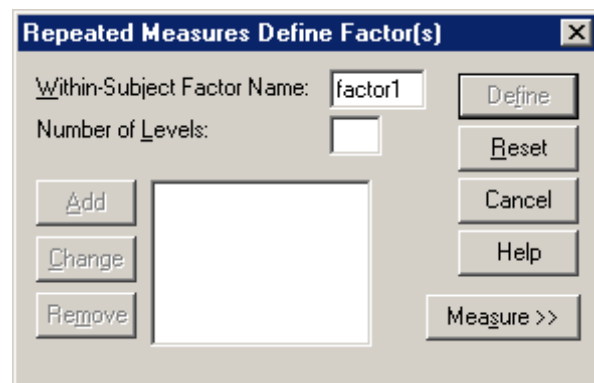 Repeated Measures Define Factor(s)
Within-Subject Factor Name: factor1 Define
Number of Levels:
Reset
Add Cancel
Change Help
Remove Measure >>